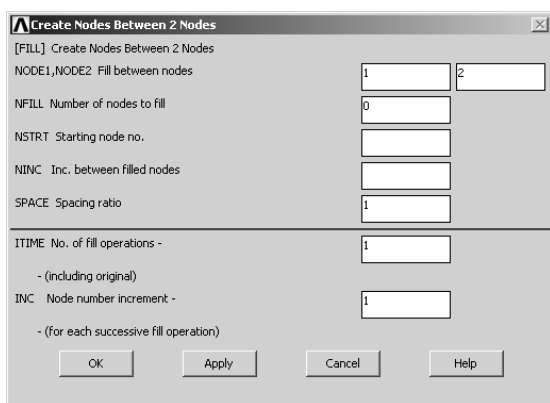 Create Nodes Between 2 Nodes
[FILL] Create Nodes Between 2 Nodes
NODE1,NODE2 Fill between nodes 1 2
NFILL Number of nodes to fill 0
NSTRT Starting node no.
NINC Inc. between filled nodes
SPACE Spacing ratio 1
ITIME No. of fill operations - 1
- (including original)
INC Node number increment - 1
- (for each successive fill operation)
OK Apply Cancel Help